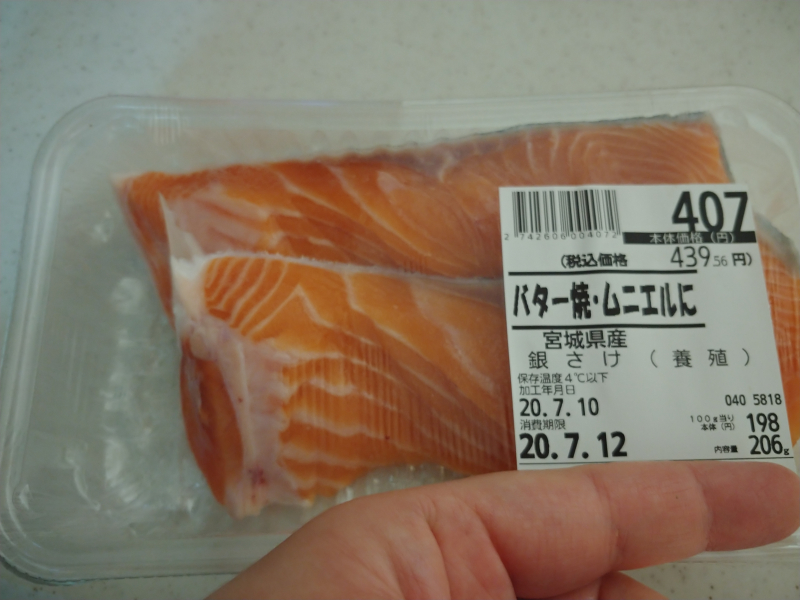 407
2 742606 004072
本体価格(円)
(税込価格 439.56円)
バター焼・ムニエルに
宮城県産
銀さけ(養殖)
保存温度4℃以下
加工年月日
20.7.10
040 5818
消費期限
20.7.12
100g当り
本体(円) 198
内容量 206g